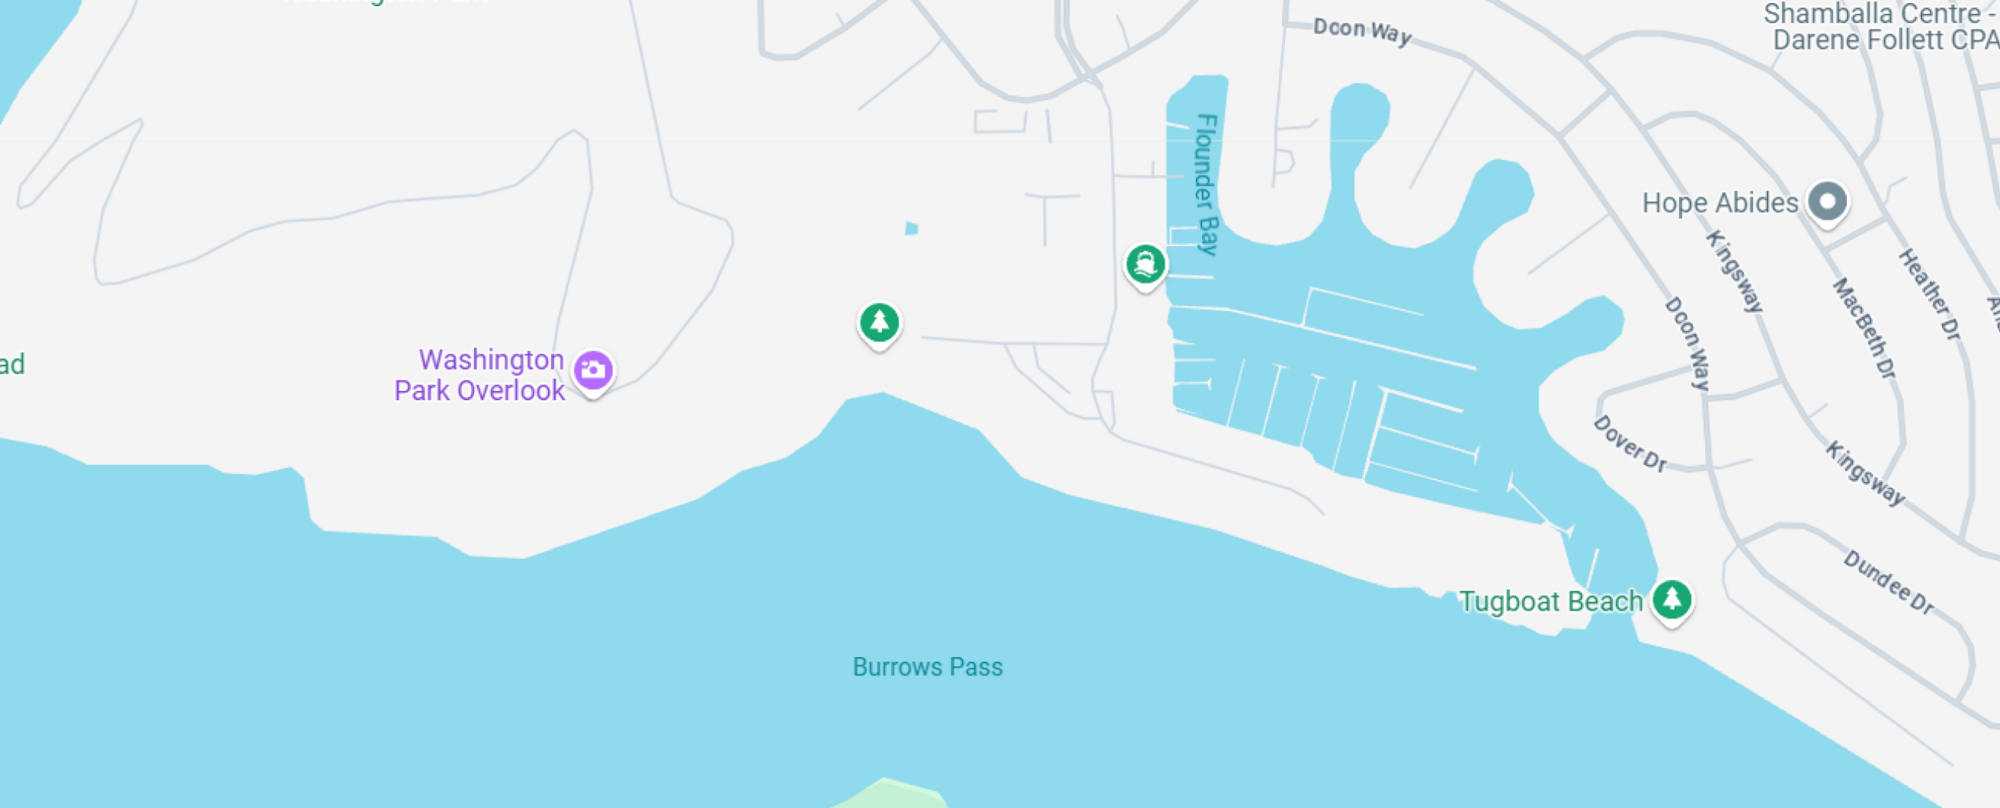 Doon Way
Shamballa Centre -
Darene Follett CPA
Flounder Bay
Hope Abides
Kingsway
Heather Dr
MacBeth Dr
Doon Way
ad
Washington
Park Overlook
Dover Dr
Kingsway
Dundee Dr
Tugboat Beach
Burrows Pass